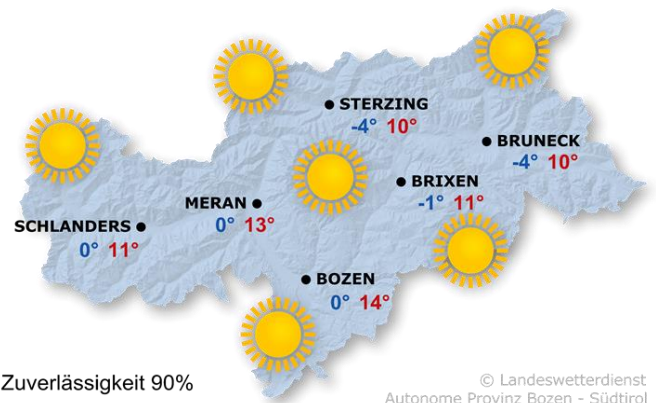 STERZING
-4° 10°
BRUNECK
-4° 10°
BRIXEN
-1° 11°
MERAN
0° 13°
SCHLANDERS
0° 11°
BOZEN
0° 14°
Zuverlässigkeit 90%
© Landeswetterdienst
Autonome Provinz Bozen - Südtirol